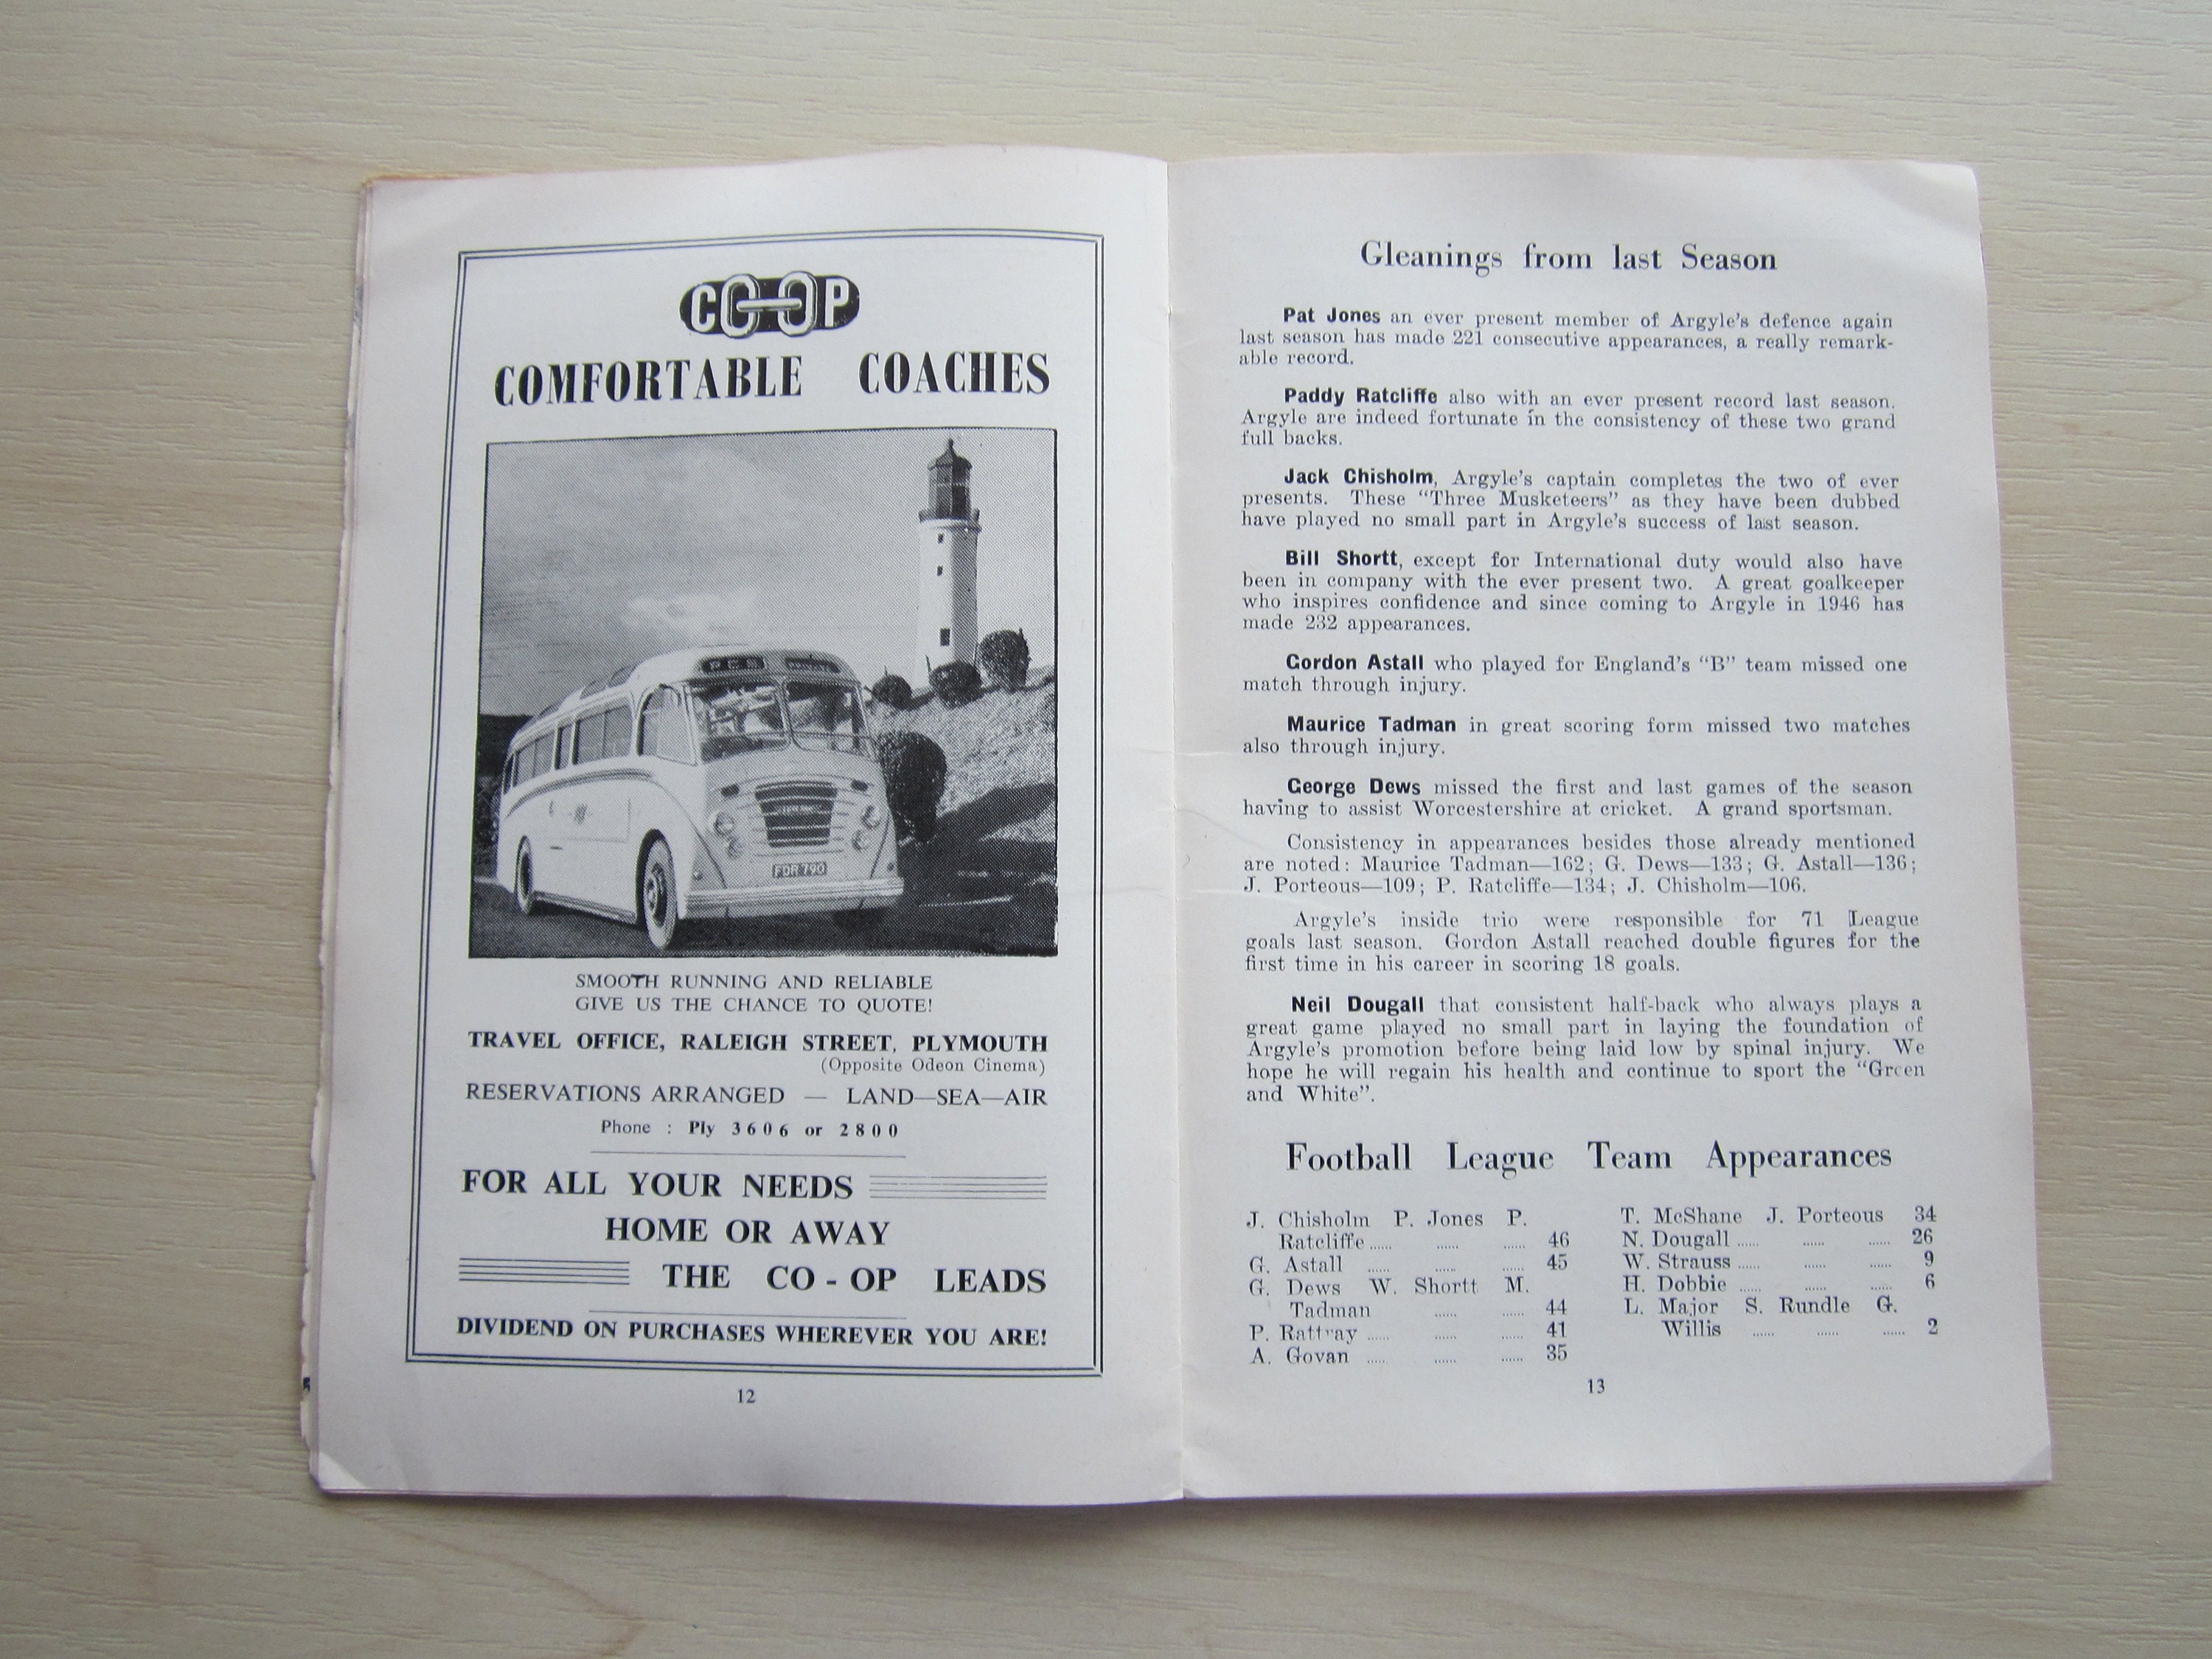 CO-OP
COMFORTABLE COACHES
PCS
FDR 790
SMOOTH RUNNING AND RELIABLE
GIVE US THE CHANCE TO QUOTE!
TRAVEL OFFICE, RALEIGH STREET, PLYMOUTH
(Opposite Odeon Cinema)
RESERVATIONS ARRANGED — LAND—SEA—AIR
Phone : Ply 3606 or 2800
FOR ALL YOUR NEEDS
HOME OR AWAY
THE CO-OP LEADS
DIVIDEND ON PURCHASES WHEREVER YOU ARE!
12
Gleanings from last Season
Pat Jones an ever present member of Argyle's defence again
last season has made 221 consecutive appearances, a really remark-
able record.
Paddy Ratcliffe also with an ever present record last season.
Argyle are indeed fortunate in the consistency of these two grand
full backs.
Jack Chisholm, Argyle's captain completes the two of ever
presents. These "Three Musketeers" as they have been dubbed
have played no small part in Argyle's success of last season.
Bill Shortt, except for International duty would also have
been in company with the ever present two. A great goalkeeper
who inspires confidence and since coming to Argyle in 1946 has
made 232 appearances.
Gordon Astall who played for England's "B" team missed one
match through injury.
Maurice Tadman in great scoring form missed two matches
also through injury.
George Dews missed the first and last games of the season
having to assist Worcestershire at cricket. A grand sportsman.
Consistency in appearances besides those already mentioned
are noted: Maurice Tadman—162; G. Dews—133; G. Astall—136;
J. Porteous—109; P. Ratcliffe—134; J. Chisholm—106.
Argyle's inside trio were responsible for 71 League
goals last season. Gordon Astall reached double figures for the
first time in his career in scoring 18 goals.
Neil Dougall that consistent half-back who always plays a
great game played no small part in laying the foundation of
Argyle's promotion before being laid low by spinal injury. We
hope he will regain his health and continue to sport the "Green
and White".
Football League Team Appearances
J. Chisholm P. Jones P.
Ratcliffe ...... ...... ...... 46
G. Astall ...... ...... ...... 45
G. Dews W. Shortt M.
Tadman ...... ...... 44
P. Rattray ...... ...... ...... 41
A. Govan ...... ...... ...... 35
T. McShane J. Porteous 34
N. Dougall ...... ...... ...... 26
W. Strauss ...... ...... ...... 9
H. Dobbie ...... ...... ...... 6
L. Major S. Rundle G.
Willis ...... ...... ...... 2
13